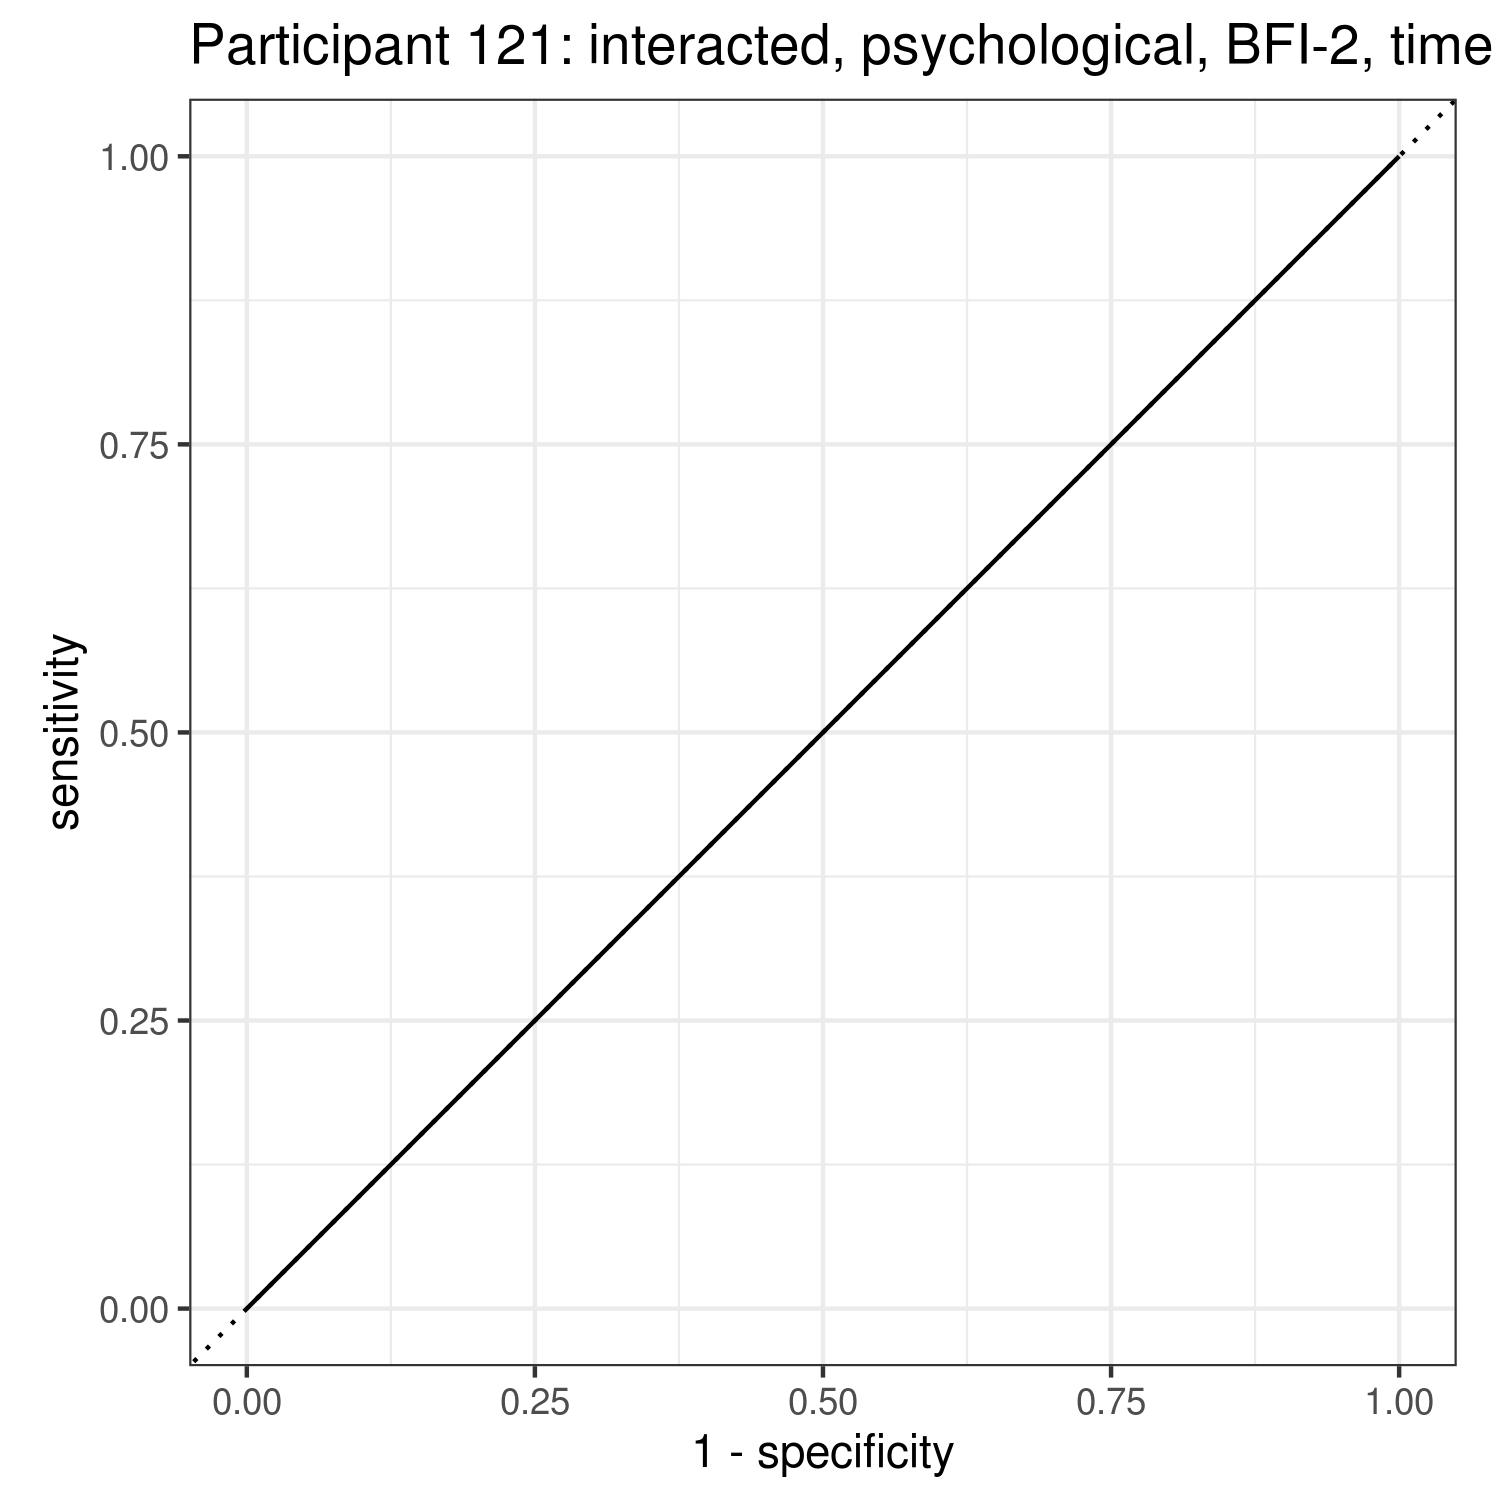 Participant 121: interacted, psychological, BFI-2, time
1.00
0.75
0.50
0.25
0.00
sensitivity
0.00 0.25 0.50 0.75 1.00
1 - specificity